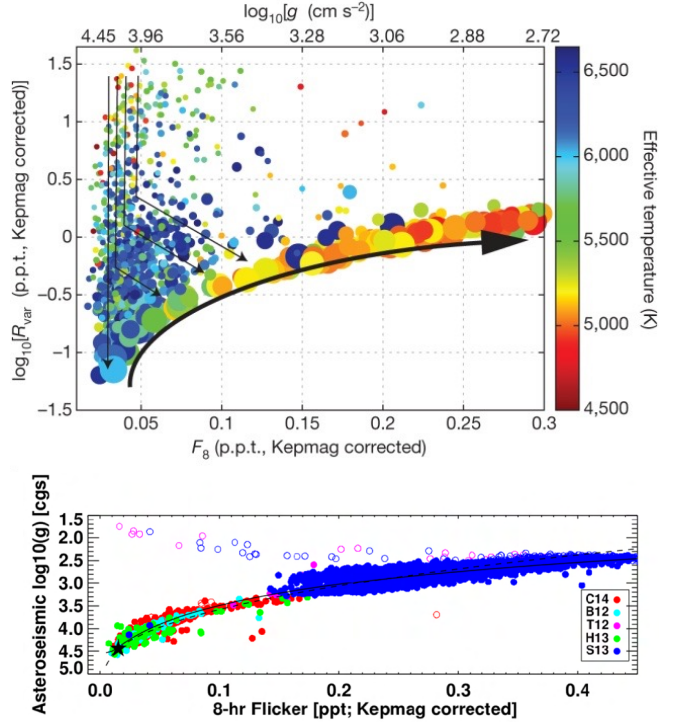 log10[g (cm s−2)]
4.45 3.96 3.56 3.28 3.06 2.88 2.72
1.5
1
0.5
0
−0.5
−1
−1.5
log10[Rvar (p.p.t., Kepmag corrected)]
0.05 0.1 0.15 0.2 0.25 0.3
F8 (p.p.t., Kepmag corrected)
6,500
6,000
5,500
5,000
4,500
Effective temperature (K)
Asteroseismic log10(g) [cgs]
1.5
2.0
2.5
3.0
3.5
4.0
4.5
5.0
C14
B12
T12
H13
S13
0.0 0.1 0.2 0.3 0.4
8-hr Flicker [ppt; Kepmag corrected]